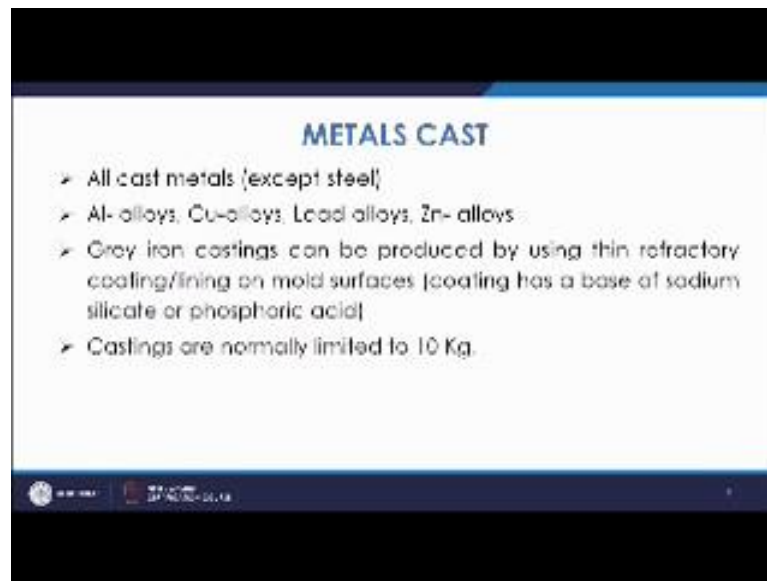 METALS CAST
➤ All cast metals (except steel)
➤ Al- alloys, Cu-alloys, Lead alloys, Zn- alloys
➤ Grey iron castings can be produced by using thin refractory
coating/lining on mold surfaces (coating has a base of sodium
silicate or phosphoric acid)
➤ Castings are normally limited to 10 Kg.